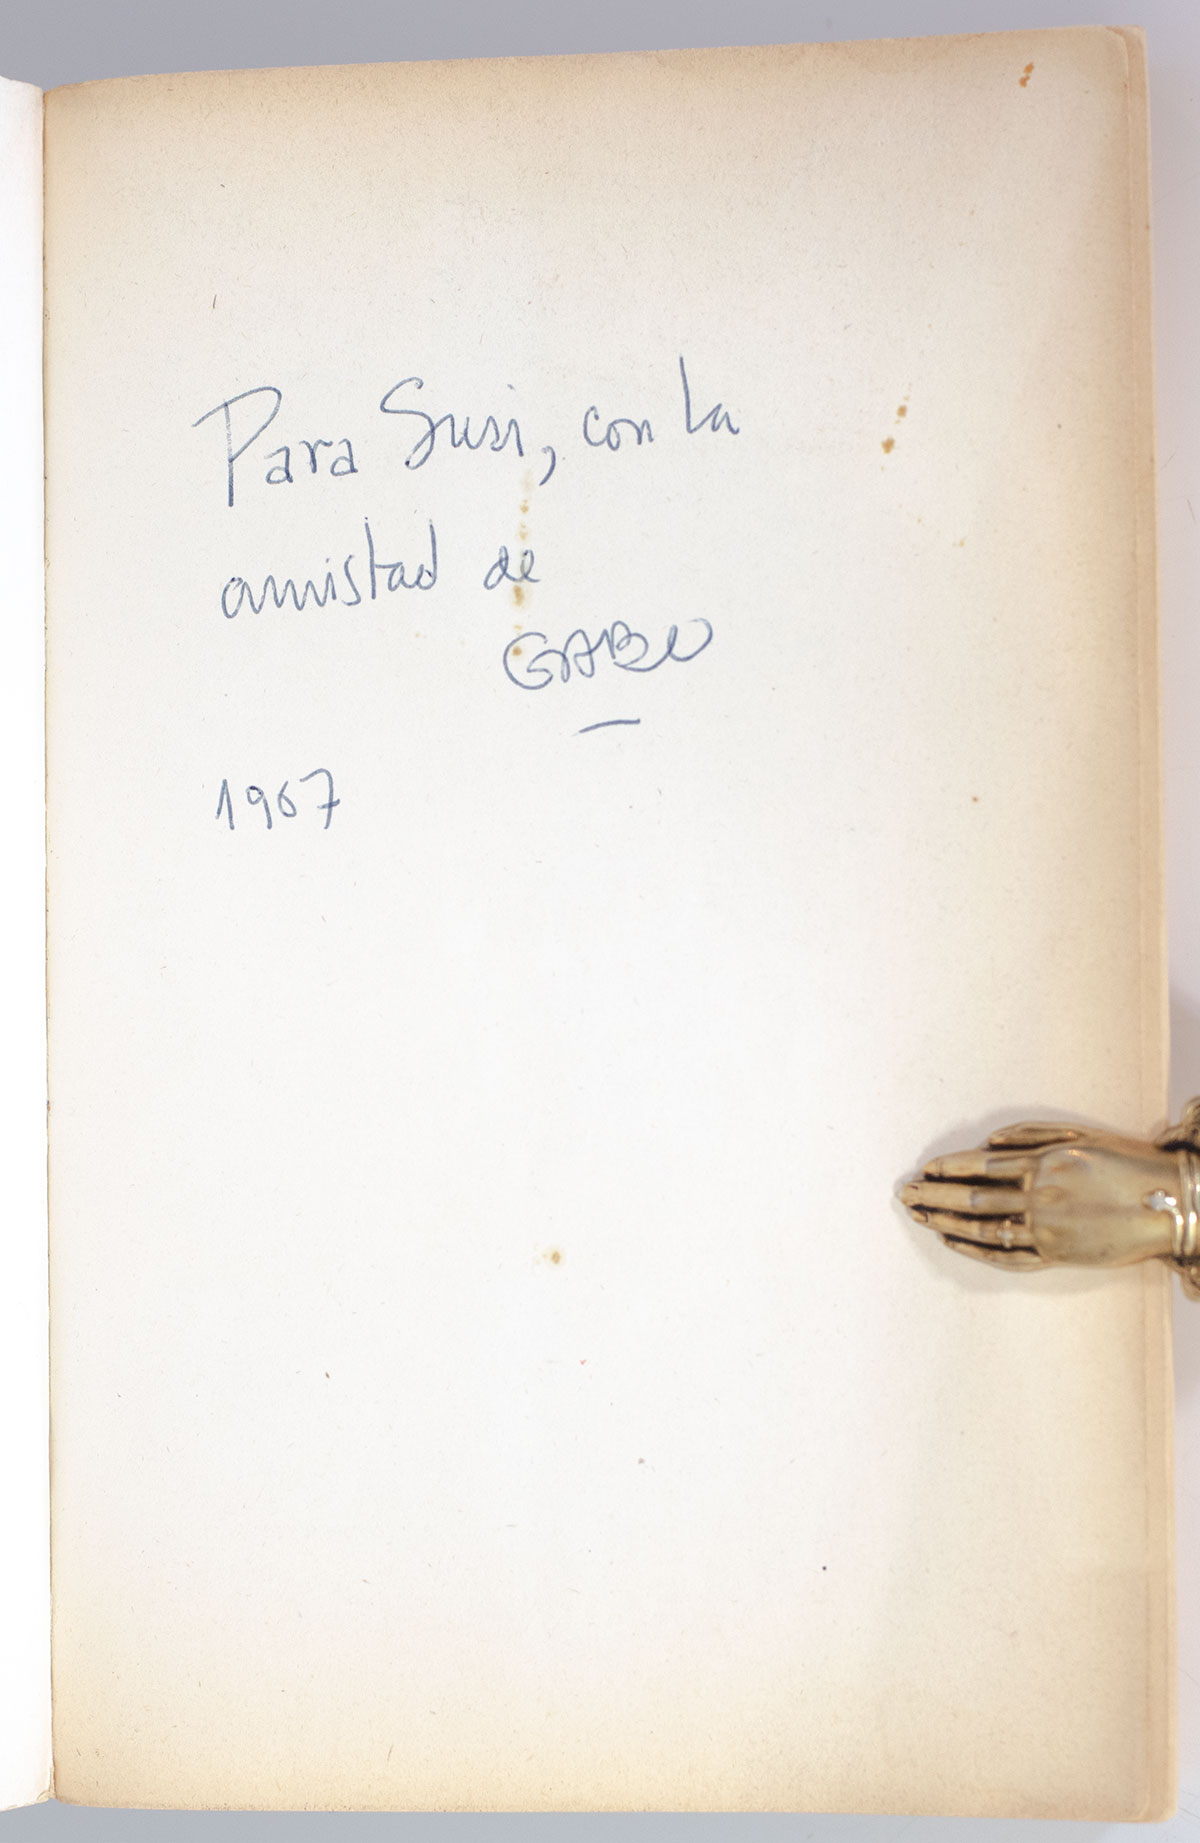 Para Susi, con la
amistad de
GABO
1967